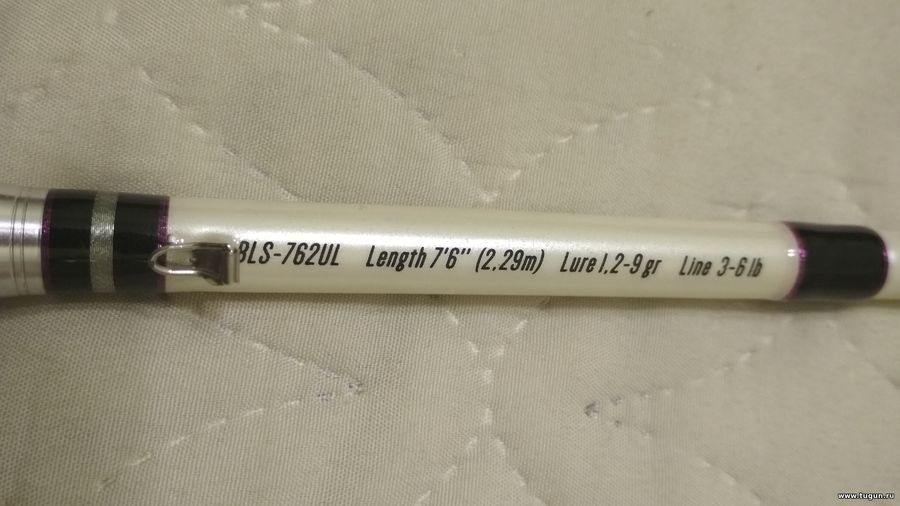 BLS-762UL Length 7'6" (2,29m) Lure 1,2-9 gr Line 3-6 lb
www.tugun.ru